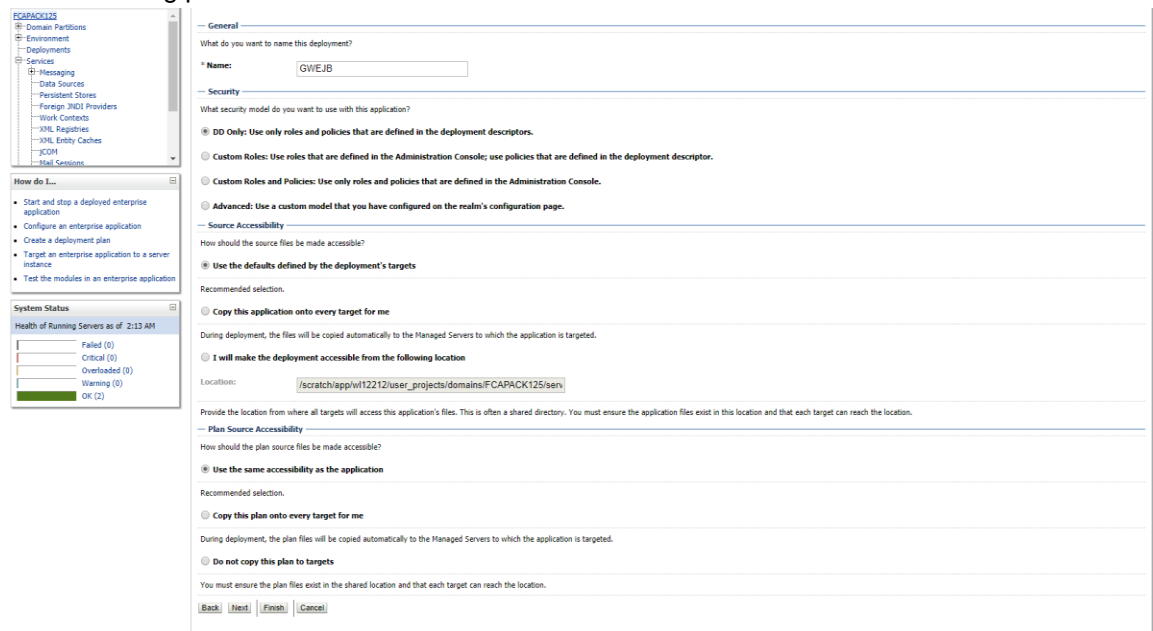 FCAPACK125
Domain Partitions
Environment
Deployments
Services
Messaging
Data Sources
Persistent Stores
Foreign JNDI Providers
Work Contexts
XML Registries
XML Entity Caches
jCOM
Mail Sessions
How do I...
Start and stop a deployed enterprise
application
Configure an enterprise application
Create a deployment plan
Target an enterprise application to a server
instance
Test the modules in an enterprise application
System Status
Health of Running Servers as of 2:13 AM
Failed (0)
Critical (0)
Overloaded (0)
Warning (0)
OK (2)
General
What do you want to name this deployment?
* Name: GWEJB
Security
What security model do you want to use with this application?
DD Only: Use only roles and policies that are defined in the deployment descriptors.
Custom Roles: Use roles that are defined in the Administration Console; use policies that are defined in the deployment descriptor.
Custom Roles and Policies: Use only roles and policies that are defined in the Administration Console.
Advanced: Use a custom model that you have configured on the realm's configuration page.
Source Accessibility
How should the source files be made accessible?
Use the defaults defined by the deployment's targets
Recommended selection.
Copy this application onto every target for me
During deployment, the files will be copied automatically to the Managed Servers to which the application is targeted.
I will make the deployment accessible from the following location
Location: /scratch/app/wl12212/user_projects/domains/FCAPACK125/serv
Provide the location from where all targets will access this application's files. This is often a shared directory. You must ensure the application files exist in this location and that each target can reach the location.
Plan Source Accessibility
How should the plan source files be made accessible?
Use the same accessibility as the application
Recommended selection.
Copy this plan onto every target for me
During deployment, the plan files will be copied automatically to the Managed Servers to which the application is targeted.
Do not copy this plan to targets
You must ensure the plan files exist in the shared location and that each target can reach the location.
Back Next Finish Cancel